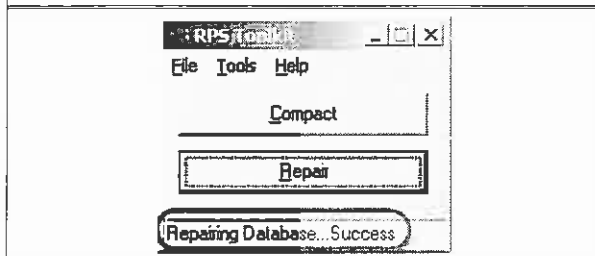 RPS Toolkit
File Tools Help
Compact
Repair
Repairing Database...Success